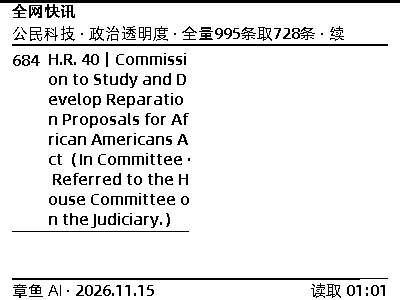 全网快讯
公民科技 · 政治透明度 · 全量995条取728条 · 续
684 H.R. 40 | Commissi
on to Study and D
evelop Reparatio
n Proposals for Af
rican Americans A
ct（In Committee ·
Referred to the H
ouse Committee o
n the Judiciary.）
章鱼 AI · 2026.11.15 读取 01:01